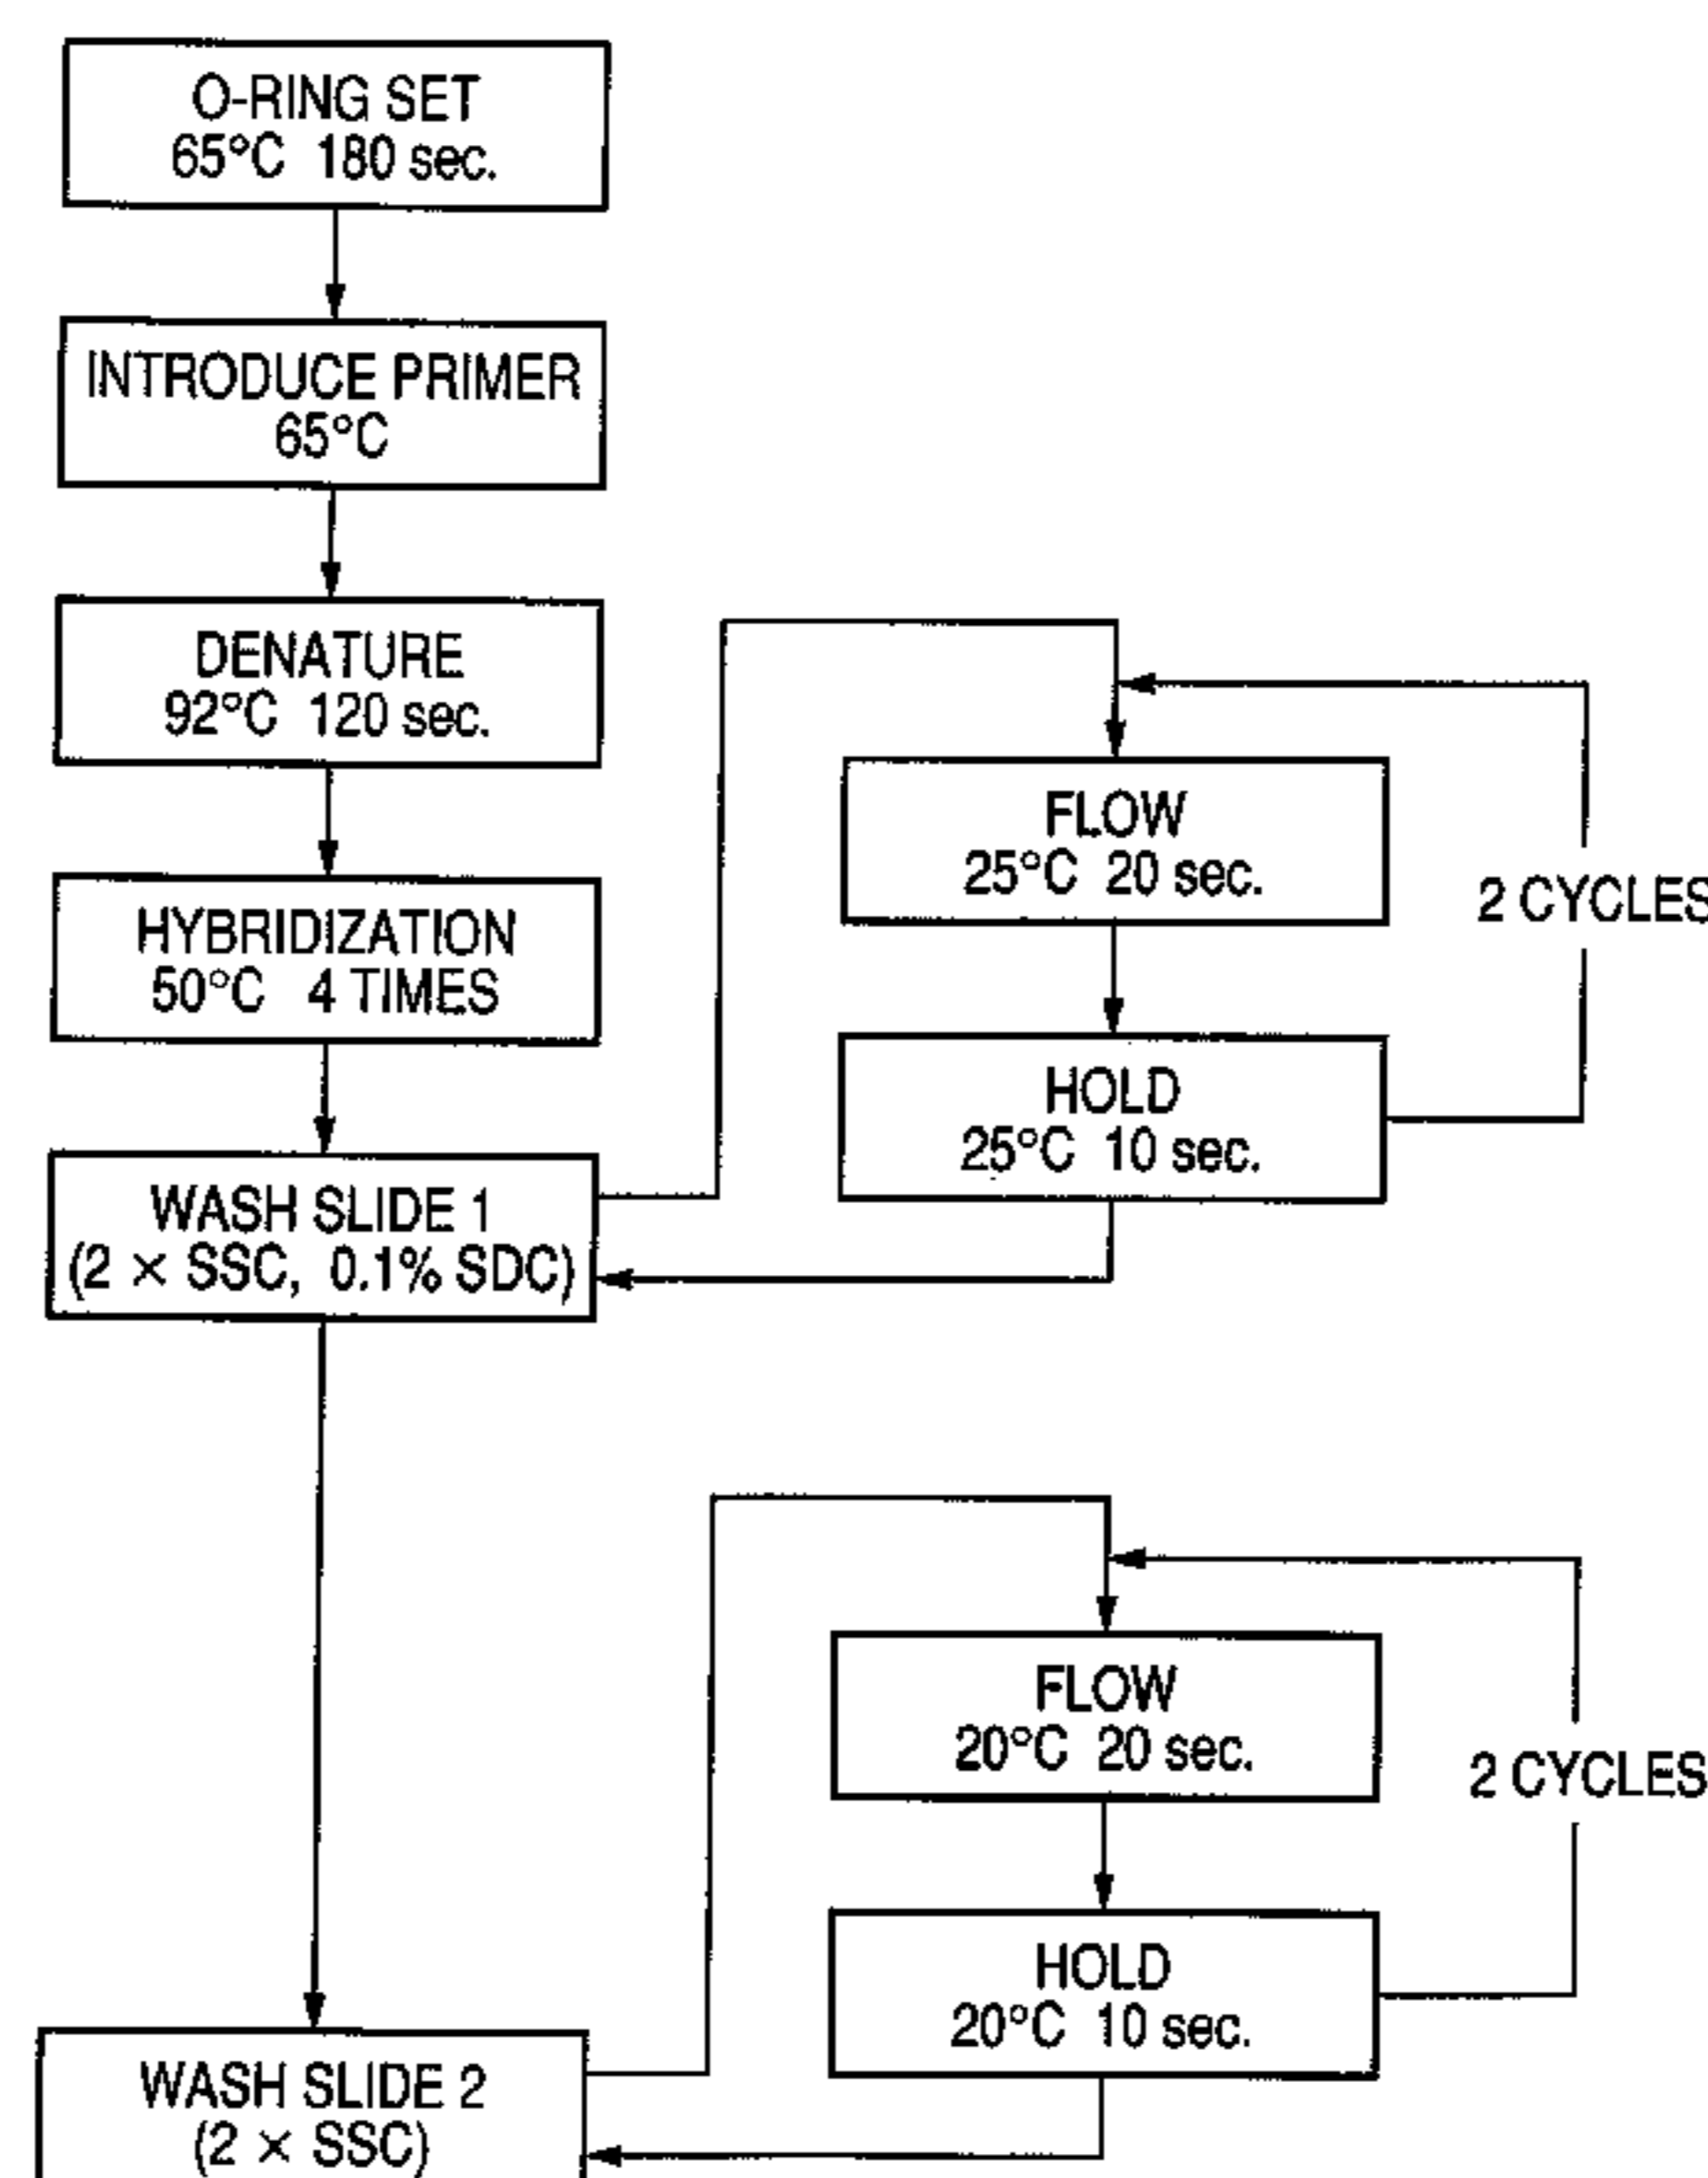 O-RING SET
65°C 180 sec.
INTRODUCE PRIMER
65°C
DENATURE
92°C 120 sec.
HYBRIDIZATION
50°C 4 TIMES
WASH SLIDE 1
(2 × SSC, 0.1% SDC)
FLOW
25°C 20 sec.
2 CYCLES
HOLD
25°C 10 sec.
FLOW
20°C 20 sec.
2 CYCLES
HOLD
20°C 10 sec.
WASH SLIDE 2
(2 × SSC)